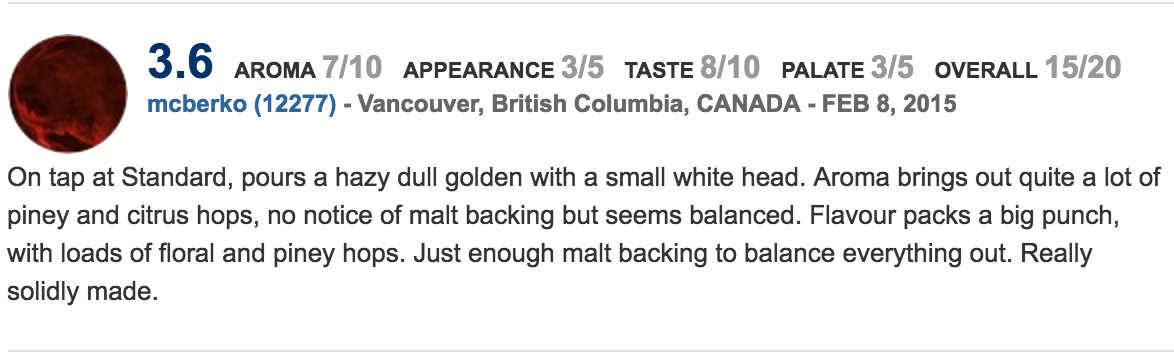 3.6 AROMA 7/10 APPEARANCE 3/5 TASTE 8/10 PALATE 3/5 OVERALL 15/20
mcberko (12277) - Vancouver, British Columbia, CANADA - FEB 8, 2015
On tap at Standard, pours a hazy dull golden with a small white head. Aroma brings out quite a lot of
piney and citrus hops, no notice of malt backing but seems balanced. Flavour packs a big punch,
with loads of floral and piney hops. Just enough malt backing to balance everything out. Really
solidly made.